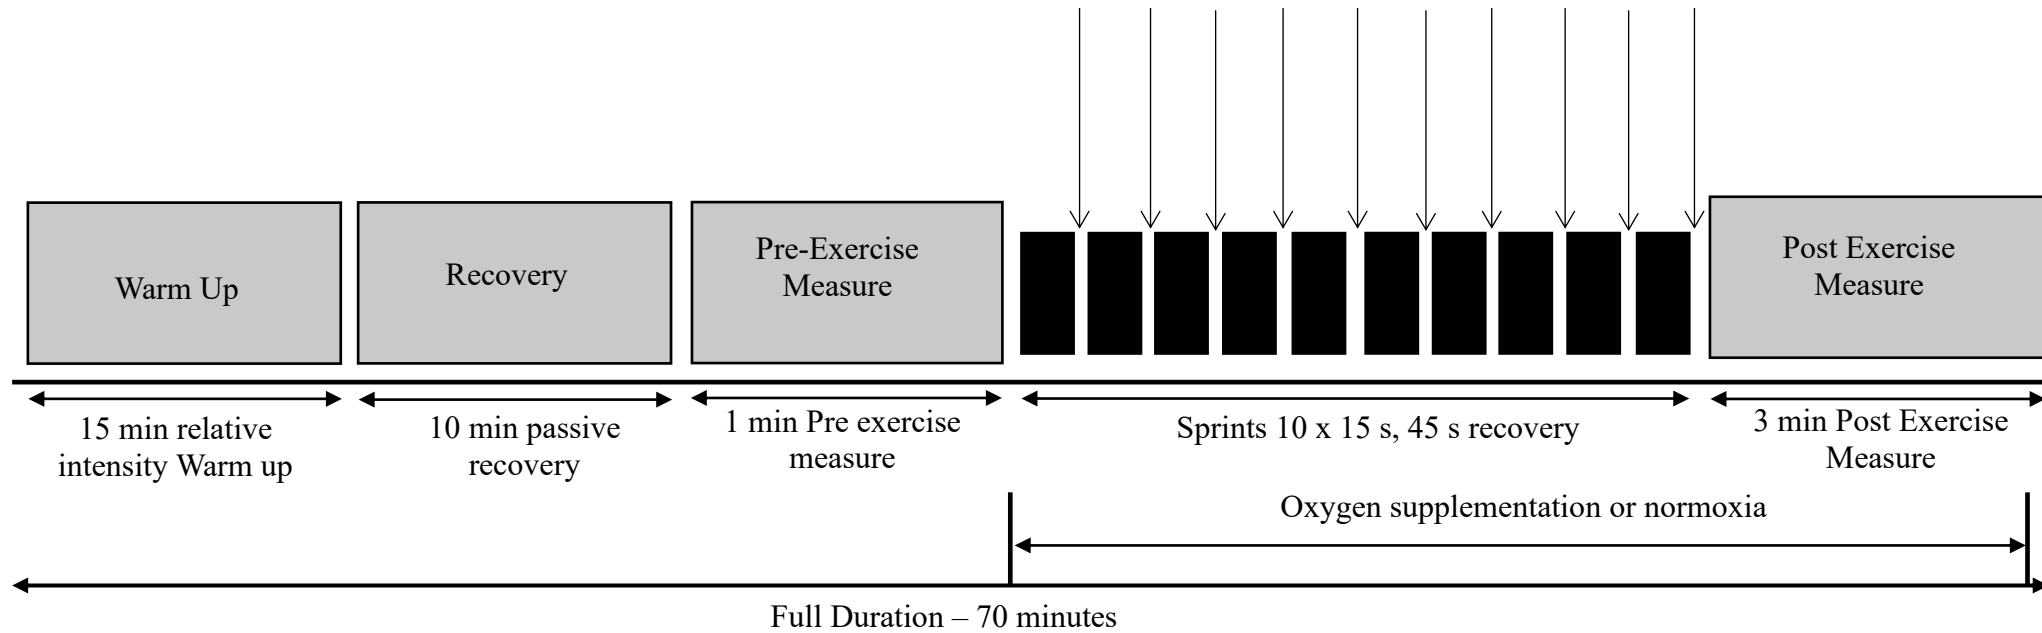 Warm Up
Recovery
Pre-Exercise
Measure
Post Exercise
Measure
15 min relative
intensity Warm up
10 min passive
recovery
1 min Pre exercise
measure
Sprints 10 x 15 s, 45 s recovery
3 min Post Exercise
Measure
Oxygen supplementation or normoxia
Full Duration – 70 minutes